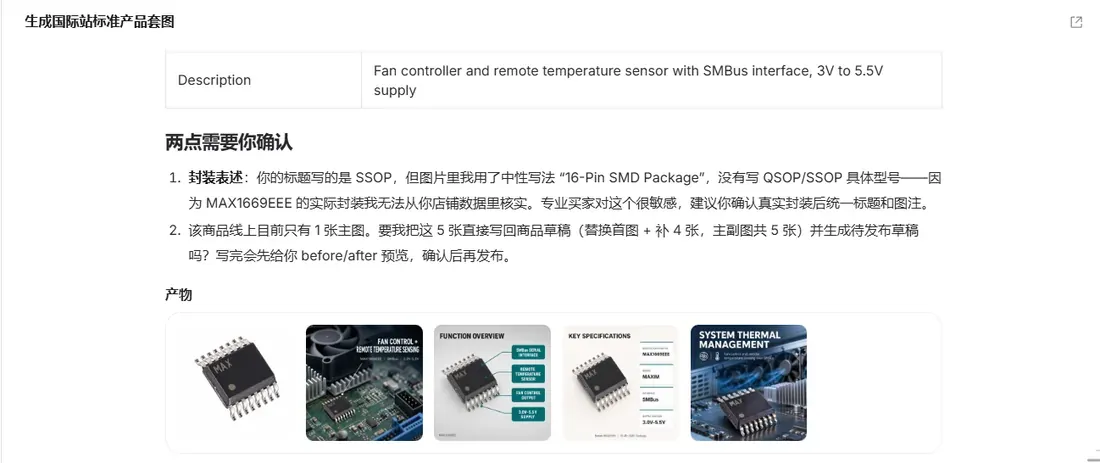 生成国际站标准产品套图
Description
Fan controller and remote temperature sensor with SMBus interface, 3V to 5.5V
supply
两点需要你确认
1. 封装表述：你的标题写的是 SSOP，但图片里我用了中性写法 “16-Pin SMD Package”，没有写 QSOP/SSOP 具体型号——因
为 MAX1669EEE 的实际封装我无法从你店铺数据里核实。专业买家对这个很敏感，建议你确认真实封装后统一标题和图注。
2. 该商品线上目前只有 1 张主图。要我把这 5 张直接写回商品草稿（替换首图 + 补 4 张，主副图共 5 张）并生成待发布草稿
吗？写完会先给你 before/after 预览，确认后再发布。
产物
MAX
FAN CONTROL +
REMOTE TEMPERATURE SENSING
FUNCTION OVERVIEW
SMBus SERIAL
INTERFACE
REMOTE
TEMPERATURE
SENSOR
FAN CONTROL
OUTPUT
3.0V-5.5V
SUPPLY
MAX
KEY SPECIFICATIONS
MAX1669EEE
MAXIM
SMBus
3.0V-5.5V
MAX
SYSTEM THERMAL
MANAGEMENT
MAX